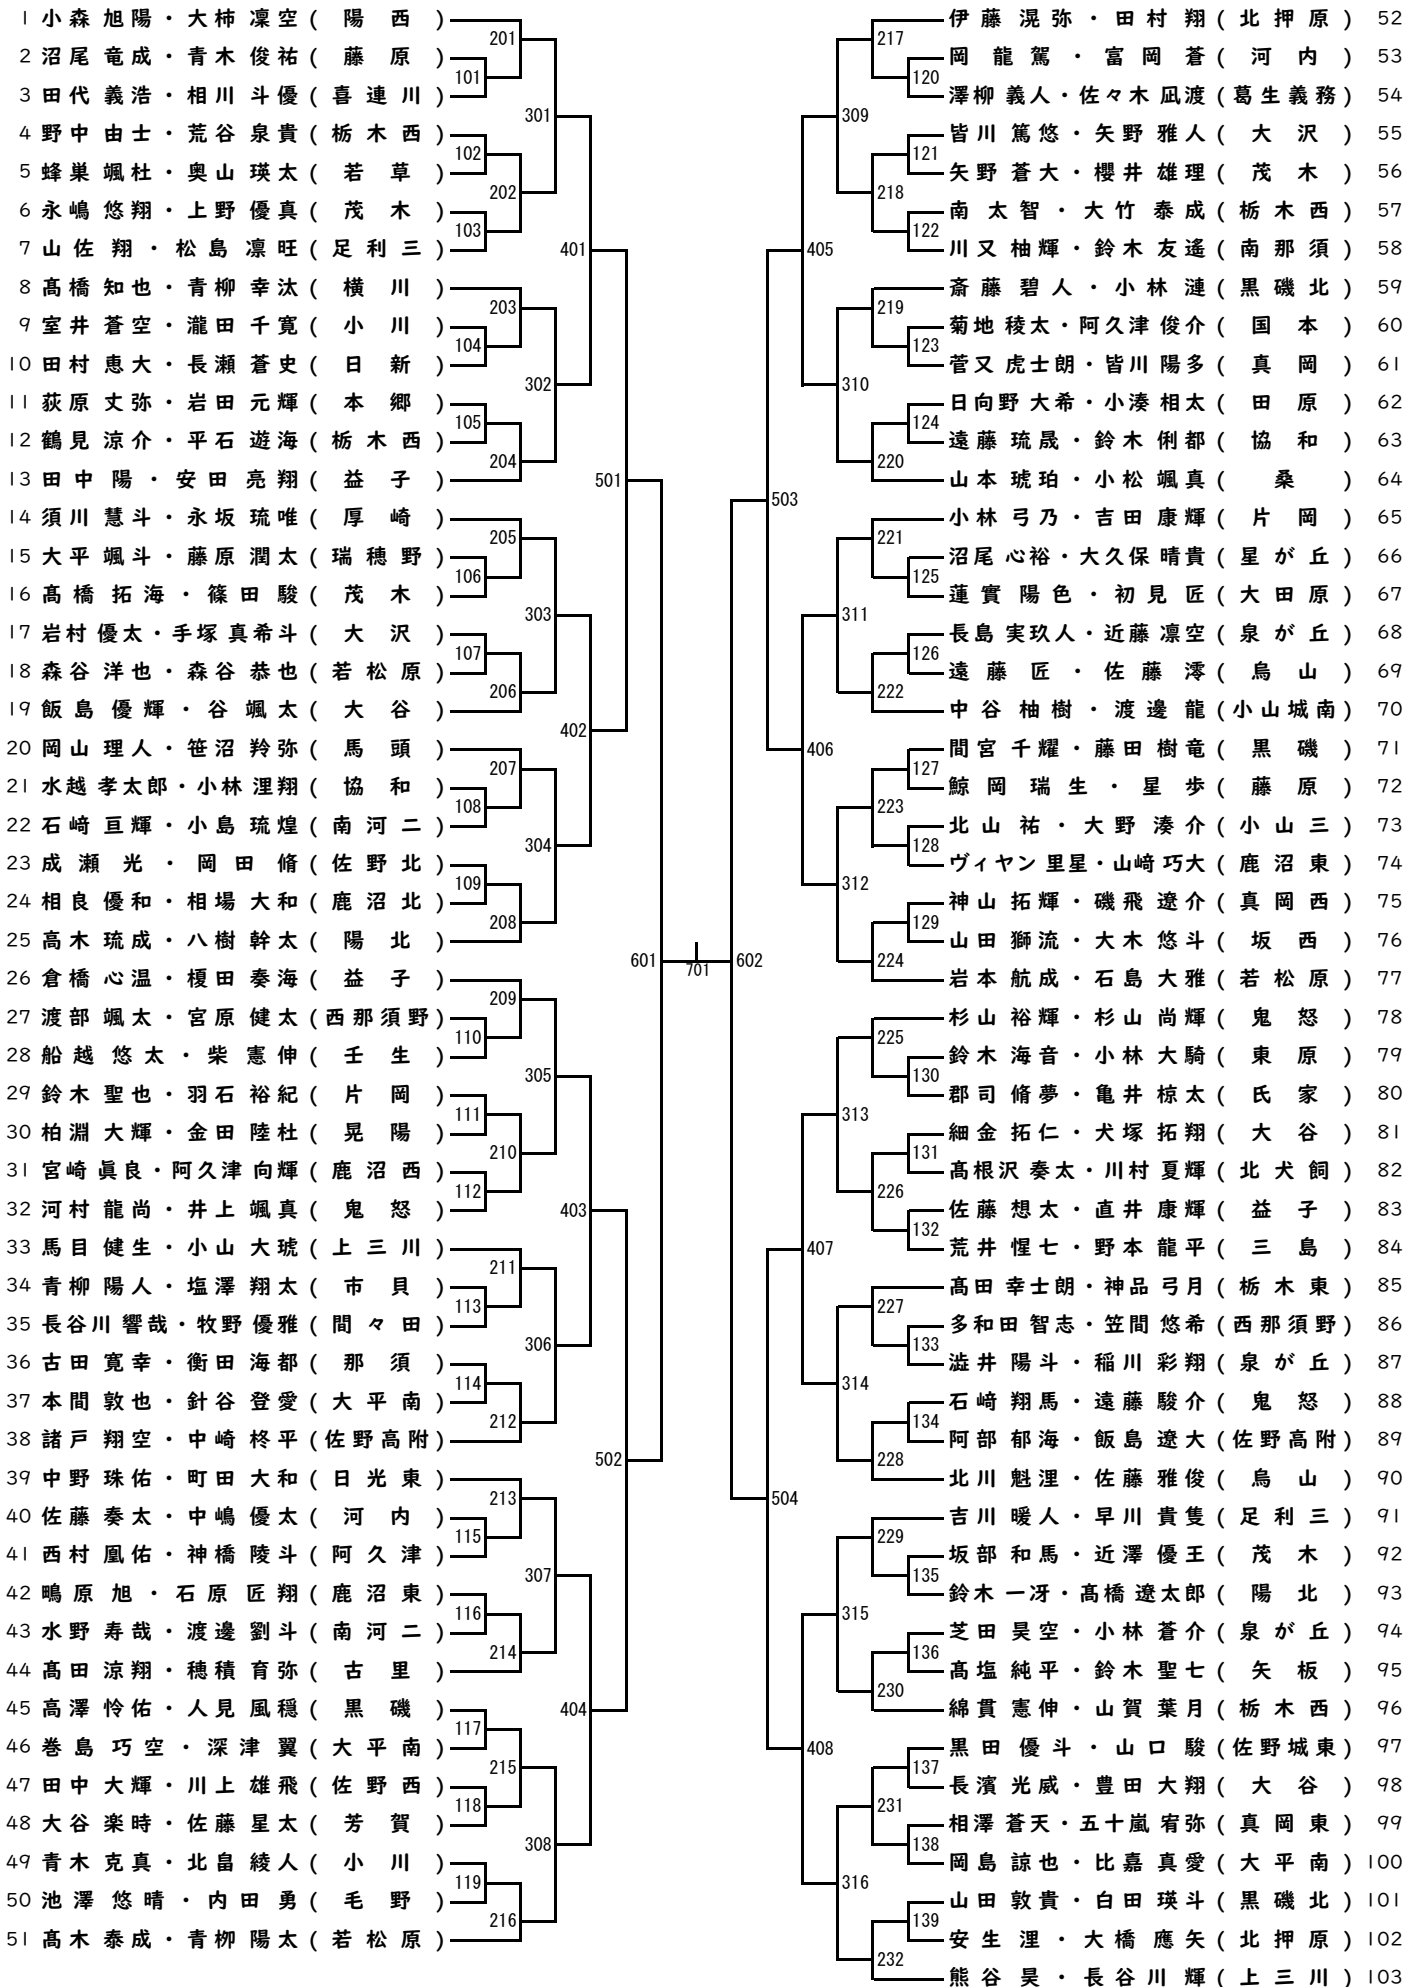 1 小森 旭陽・大柿 凜空 ( 陽 西 )
2 沼尾 竜成・青木 俊祐 ( 藤 原 )
3 田代 義浩・相川 斗優 ( 喜 連 川 )
4 野中 由士・荒谷 泉貴 ( 栃 木 西 )
5 蜂巣 颯杜・奥山 瑛太 ( 若 草 )
6 永嶋 悠翔・上野 優真 ( 茂 木 )
7 山佐 翔・松島 凛旺 ( 足 利 三 )
8 髙橋 知也・青柳 幸汰 ( 横 川 )
9 室井 蒼空・瀧田 千寛 ( 小 川 )
10 田村 恵大・長瀬 蒼史 ( 日 新 )
11 荻原 丈弥・岩田 元輝 ( 本 郷 )
12 鶴見 涼介・平石 遊海 ( 栃 木 西 )
13 田中 陽・安田 亮翔 ( 益 子 )
14 須川 慧斗・永坂 琉唯 ( 厚 崎 )
15 大平 颯斗・藤原 潤太 ( 瑞 穂 野 )
16 髙橋 拓海・篠田 駿 ( 茂 木 )
17 岩村 優太・手塚 真希斗 ( 大 沢 )
18 森谷 洋也・森谷 恭也 ( 若 松 原 )
19 飯島 優輝・谷 颯太 ( 大 谷 )
20 岡山 理人・笹沼 羚弥 ( 馬 頭 )
21 水越 孝太郎・小林 浬翔 ( 協 和 )
22 石﨑 亘輝・小島 琉煌 ( 南 河 二 )
23 成瀬 光・岡田 脩 ( 佐 野 北 )
24 相良 優和・相場 大和 ( 鹿 沼 北 )
25 高木 琉成・八樹 幹太 ( 陽 北 )
26 倉橋 心温・榎田 奏海 ( 益 子 )
27 渡部 颯太・宮原 健太 ( 西 那 須 野 )
28 船越 悠太・柴 憲伸 ( 壬 生 )
29 鈴木 聖也・羽石 裕紀 ( 片 岡 )
30 柏淵 大輝・金田 陸杜 ( 晃 陽 )
31 宮崎 眞良・阿久津 向輝 ( 鹿 沼 西 )
32 河村 龍尚・井上 颯真 ( 鬼 怒 )
33 馬目 健生・小山 大琥 ( 上 三 川 )
34 青柳 陽人・塩澤 翔太 ( 市 貝 )
35 長谷川 響哉・牧野 優雅 ( 間 々 田 )
36 古田 寛幸・衡田 海都 ( 那 須 )
37 本間 敦也・針谷 登愛 ( 大 平 南 )
38 諸戸 翔空・中崎 柊平 ( 佐 野 高 附 )
39 中野 珠佑・町田 大和 ( 日 光 東 )
40 佐藤 奏太・中嶋 優太 ( 河 内 )
41 西村 凰佑・神橋 陵斗 ( 阿 久 津 )
42 鴫原 旭・石原 匠翔 ( 鹿 沼 東 )
43 水野 寿哉・渡邊 劉斗 ( 南 河 二 )
44 髙田 涼翔・穂積 育弥 ( 古 里 )
45 高澤 怜佑・人見 風穏 ( 黒 磯 )
46 巻島 巧空・深津 翼 ( 大 平 南 )
47 田中 大輝・川上 雄飛 ( 佐 野 西 )
48 大谷 楽時・佐藤 星太 ( 芳 賀 )
49 青木 克真・北畠 綾人 ( 小 川 )
50 池澤 悠晴・内田 勇 ( 毛 野 )
51 髙木 泰成・青栁 陽太 ( 若 松 原 )
201
101
301
102
202
103
401
203
104
302
105
204
501
205
106
303
107
206
402
207
108
304
109
208
601
701
602
209
110
305
111
210
112
403
211
113
306
114
212
502
213
115
307
116
214
404
117
215
118
308
119
216
217
120
309
121
218
122
405
219
123
310
124
220
503
221
125
311
126
222
406
127
223
128
312
129
224
225
130
313
131
226
132
407
227
133
314
134
228
504
229
135
315
136
230
408
137
231
138
316
139
232
伊藤 滉弥・田村 翔 ( 北 押 原 ) 52
岡 龍駕・富岡 蒼 ( 河 内 ) 53
澤柳 義人・佐々木 凪渡 ( 葛生義務 ) 54
皆川 篤悠・矢野 雅人 ( 大 沢 ) 55
矢野 蒼大・櫻井 雄理 ( 茂 木 ) 56
南 太智・大竹 泰成 ( 栃 木 西 ) 57
川又 柚輝・鈴木 友遙 ( 南 那 須 ) 58
斎藤 碧人・小林 漣 ( 黒 磯 北 ) 59
菊地 稜太・阿久津 俊介 ( 国 本 ) 60
菅又 虎士朗・皆川 陽多 ( 真 岡 ) 61
日向野 大希・小湊 相太 ( 田 原 ) 62
遠藤 琉晟・鈴木 俐都 ( 協 和 ) 63
山本 琥珀・小松 颯真 ( 桑 ) 64
小林 弓乃・吉田 康輝 ( 片 岡 ) 65
沼尾 心裕・大久保 晴貴 ( 星 が 丘 ) 66
蓮實 陽色・初見 匠 ( 大 田 原 ) 67
長島 実玖人・近藤 凛空 ( 泉 が 丘 ) 68
遠藤 匠・佐藤 澪 ( 烏 山 ) 69
中谷 柚樹・渡邊 龍 ( 小山城南 ) 70
間宮 千耀・藤田 樹竜 ( 黒 磯 ) 71
鯨岡 瑞生・星 歩 ( 藤 原 ) 72
北山 祐・大野 湊介 ( 小 山 三 ) 73
ヴィヤン 里星・山﨑 巧大 ( 鹿 沼 東 ) 74
神山 拓輝・磯飛 遼介 ( 真 岡 西 ) 75
山田 獅流・大木 悠斗 ( 坂 西 ) 76
岩本 航成・石島 大雅 ( 若 松 原 ) 77
杉山 裕輝・杉山 尚輝 ( 鬼 怒 ) 78
鈴木 海音・小林 大騎 ( 東 原 ) 79
郡司 脩夢・亀井 椋太 ( 氏 家 ) 80
細金 拓仁・犬塚 拓翔 ( 大 谷 ) 81
髙根沢 奏太・川村 夏輝 ( 北 犬 飼 ) 82
佐藤 想太・直井 康輝 ( 益 子 ) 83
荒井 惺七・野本 龍平 ( 三 島 ) 84
髙田 幸士朗・神品 弓月 ( 栃 木 東 ) 85
多和田 智志・笠間 悠希 ( 西那須野 ) 86
澁井 陽斗・稲川 彩翔 ( 泉 が 丘 ) 87
石﨑 翔馬・遠藤 駿介 ( 鬼 怒 ) 88
阿部 郁海・飯島 遼大 ( 佐野高附 ) 89
北川 魁浬・佐藤 雅俊 ( 烏 山 ) 90
吉川 暖人・早川 貴隻 ( 足 利 三 ) 91
坂部 和馬・近澤 優王 ( 茂 木 ) 92
鈴木 一冴・髙橋 遼太郎 ( 陽 北 ) 93
芝田 昊空・小林 蒼介 ( 泉 が 丘 ) 94
髙塩 純平・鈴木 聖七 ( 矢 板 ) 95
綿貫 憲伸・山賀 葉月 ( 栃 木 西 ) 96
黒田 優斗・山口 駿 ( 佐野城東 ) 97
長濱 光威・豊田 大翔 ( 大 谷 ) 98
相澤 蒼天・五十嵐 宥弥 ( 真 岡 東 ) 99
岡島 諒也・比嘉 真愛 ( 大 平 南 ) 100
山田 敦貴・白田 瑛斗 ( 黒 磯 北 ) 101
安生 浬・大橋 應矢 ( 北 押 原 ) 102
熊谷 昊・長谷川 輝 ( 上 三 川 ) 103